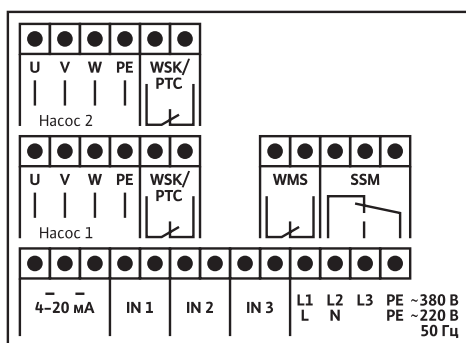 U V W PE WSK/
PTC
Насос 2
U V W PE WSK/
PTC
Насос 1
WMS SSM
4–20 мА IN 1 IN 2 IN 3 L1 L2 L3 PE ~380 В
L N PE ~220 В
50 Гц